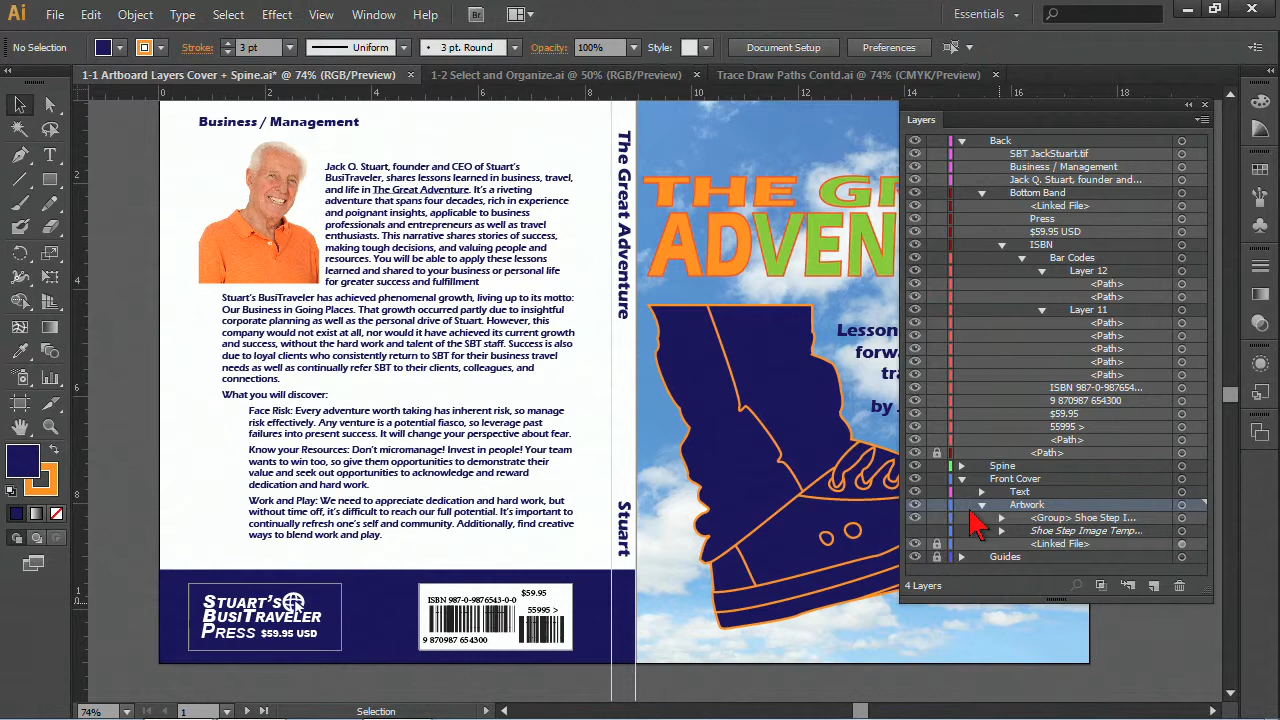 Ai File Edit Object Type Select Effect View Window Help Br Essentials
No Selection Stroke: 3 pt Uniform 3 pt. Round Opacity: 100% Style: Document Setup Preferences
1-1 Artboard Layers Cover + Spine.ai* @ 74% (RGB/Preview) × 1-2 Select and Organize.ai @ 50% (RGB/Preview) × Trace Draw Paths Contd.ai @ 74% (CMYK/Preview) ×
0 2 4 6 8 10 12 14 16 18
2
4
6
8
1
0
Business / Management
Jack O. Stuart, founder and CEO of Stuart's
BusiTraveler, shares lessons learned in business, travel,
and life in The Great Adventure. It's a riveting
adventure that spans four decades, rich in experience
and poignant insights, applicable to business
professionals and entrepreneurs as well as travel
enthusiasts. This narrative shares stories of success,
making tough decisions, and valuing people and
resources. You will be able to apply these lessons
learned and shared to your business or personal life
for greater success and fulfillment
Stuart's BusiTraveler has achieved phenomenal growth, living up to its motto:
Our Business in Going Places. That growth occurred partly due to insightful
corporate planning as well as the personal drive of Stuart. However, this
company would not exist at all, nor would it have achieved its current growth
and success, without the hard work and talent of the SBT staff. Success is also
due to loyal clients who consistently return to SBT for their business travel
needs as well as continually refer SBT to their clients, colleagues, and
connections.
What you will discover:
Face Risk: Every adventure worth taking has inherent risk, so manage
risk effectively. Any venture is a potential fiasco, so leverage past
failures into present success. It will change your perspective about fear.
Know your Resources: Don't micromanage! Invest in people! Your team
wants to win too, so give them opportunities to demonstrate their
value and seek out opportunities to acknowledge and reward
dedication and hard work.
Work and Play: We need to appreciate dedication and hard work, but
without time off, it's difficult to reach our full potential. It's important to
continually refresh one's self and community. Additionally, find creative
ways to blend work and play.
STUART'S
BUSITRAVELER
PRESS $59.95 USD
ISBN 987-0-9876543-0-0 $59.95
55995 >
9 870987 654300
The Great Adventure
Stuart
THE GR
ADVEN
Lesson
forw
tra
by
Layers
Back
SBT JackStuart.tif
Business / Management
Jack Q. Stuart, founder and...
Bottom Band
<Linked File>
Press
$59.95 USD
ISBN
Bar Codes
Layer 12
<Path>
<Path>
Layer 11
<Path>
<Path>
<Path>
<Path>
<Path>
ISBN 987-0-987654...
9 870987 654300
$59.95
55995 >
<Path>
<Path>
Spine
Front Cover
Text
Artwork
<Group> Shoe Step I...
Shoe Step Image Temp...
<Linked File>
Guides
4 Layers
74% 1 Selection